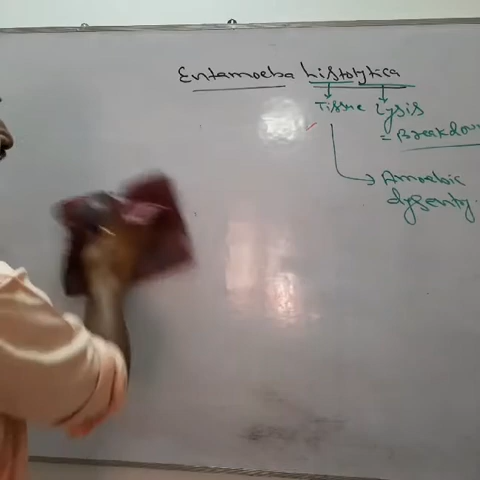 Entamoeba histolytica
Tissue Lysis
= Breakdown
Amoebic
dysentry.